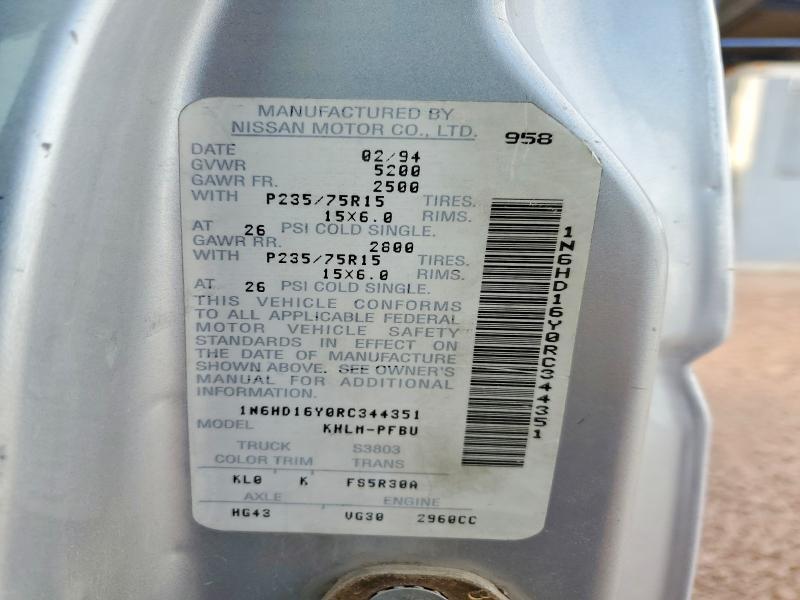 MANUFACTURED BY
NISSAN MOTOR CO., LTD. 958
DATE 02/94
GVWR 5200
GAWR FR. 2500
WITH P235/75R15 TIRES.
15X6.0 RIMS.
AT 26 PSI COLD SINGLE.
GAWR RR. 2800
WITH P235/75R15 TIRES.
15X6.0 RIMS.
AT 26 PSI COLD SINGLE.
THIS VEHICLE CONFORMS
TO ALL APPLICABLE FEDERAL
MOTOR VEHICLE SAFETY
STANDARDS IN EFFECT ON
THE DATE OF MANUFACTURE
SHOWN ABOVE. SEE OWNER'S
MANUAL FOR ADDITIONAL
INFORMATION.
1N6HD16Y0RC344351
MODEL KHLM-PFBU
TRUCK S3803
COLOR TRIM TRANS
KL0 K FS5R30A
AXLE ENGINE
HG43 VG30 2960CC
1N6HD16Y0RC344351